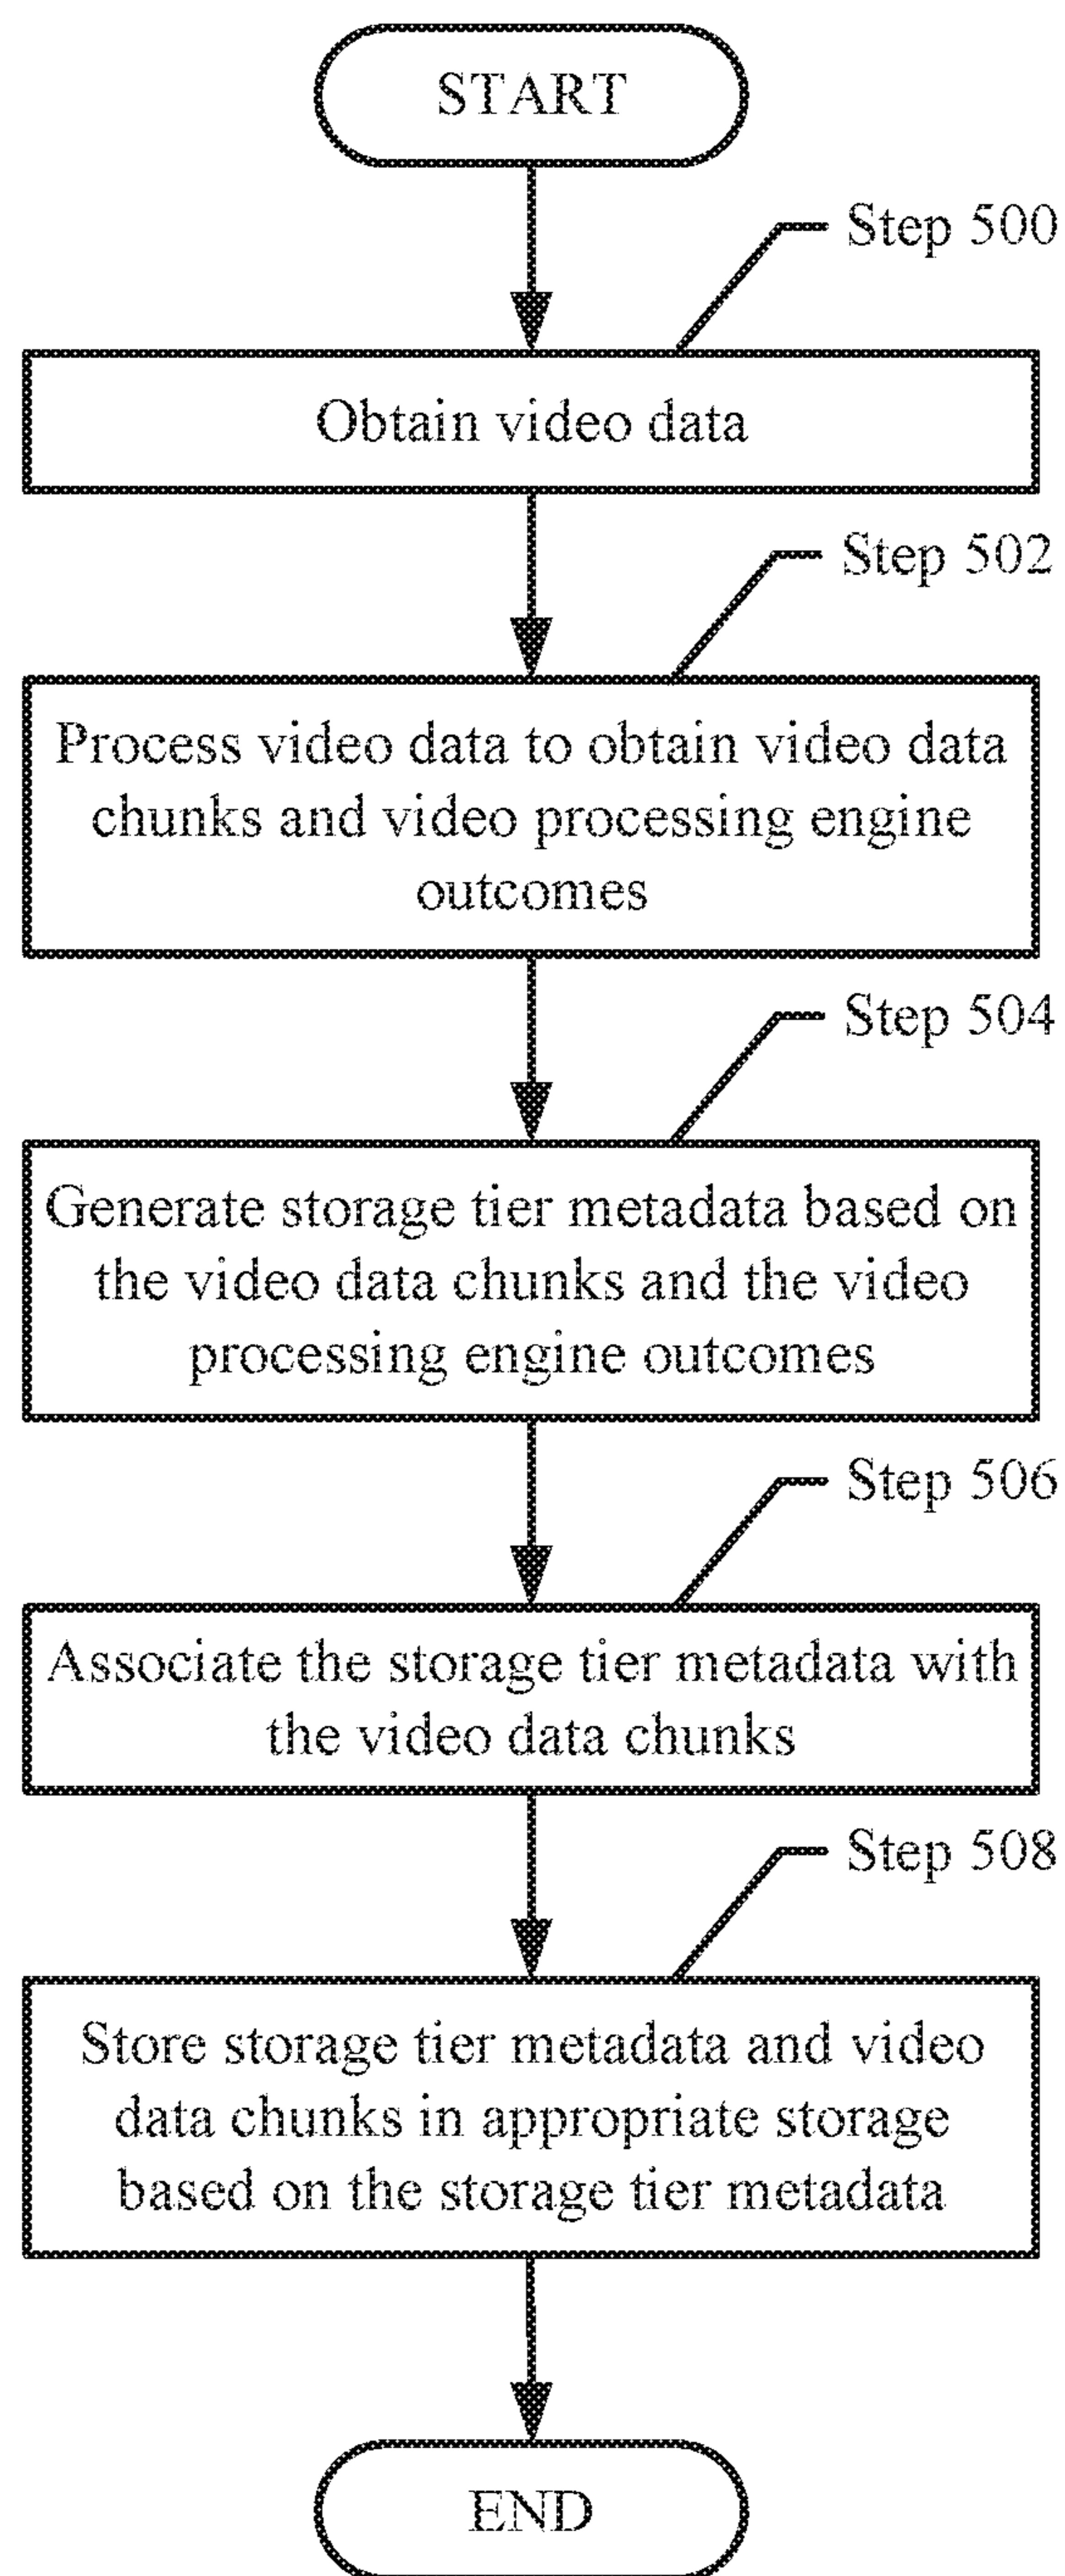 START
Step 500
Obtain video data
Step 502
Process video data to obtain video data
chunks and video processing engine
outcomes
Step 504
Generate storage tier metadata based on
the video data chunks and the video
processing engine outcomes
Step 506
Associate the storage tier metadata with
the video data chunks
Step 508
Store storage tier metadata and video
data chunks in appropriate storage
based on the storage tier metadata
END